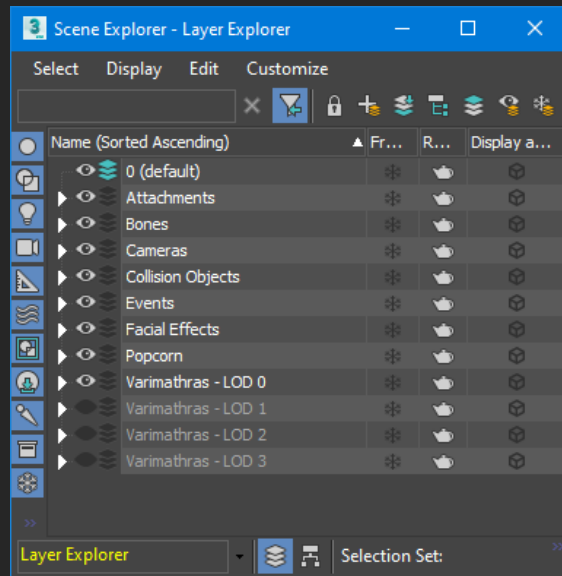 3 Scene Explorer - Layer Explorer
Select Display Edit Customize
Name (Sorted Ascending) Fr... R... Display a...
0 (default)
Attachments
Bones
Cameras
Collision Objects
Events
Facial Effects
Popcorn
Varimathras - LOD 0
Varimathras - LOD 1
Varimathras - LOD 2
Varimathras - LOD 3
Layer Explorer Selection Set: